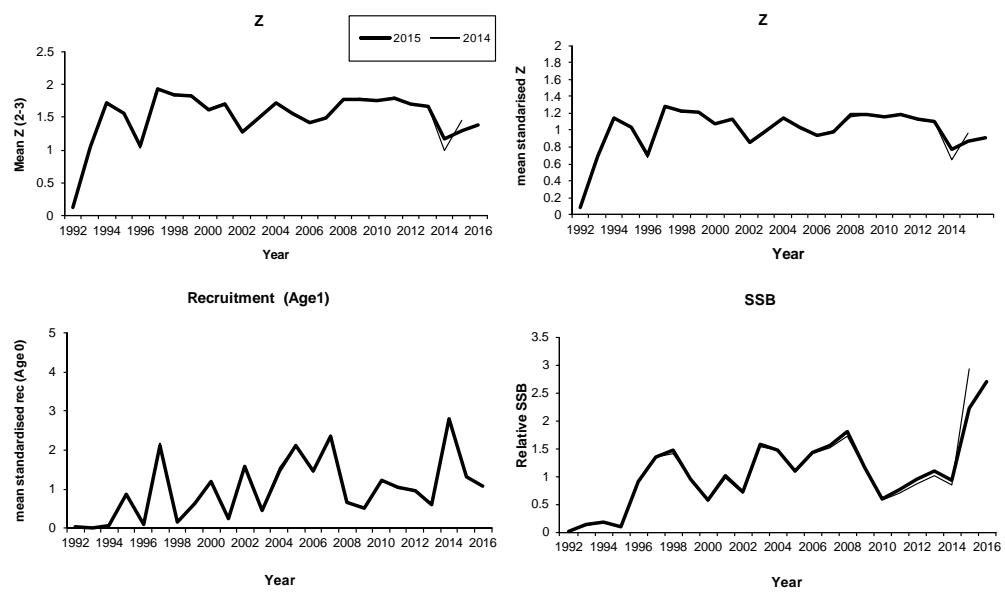 Z
2015 2014
Mean Z (2-3)
2.5
2
1.5
1
0.5
0
1992 1994 1996 1998 2000 2002 2004 2006 2008 2010 2012 2014 2016
Year
Z
mean standarised Z
2
1.8
1.6
1.4
1.2
1
0.8
0.6
0.4
0.2
0
1992 1994 1996 1998 2000 2002 2004 2006 2008 2010 2012 2014
Year
Recruitment (Age1)
mean standardised rec (Age 0)
5
4
3
2
1
0
1992 1994 1996 1998 2000 2002 2004 2006 2008 2010 2012 2014 2016
Year
SSB
Relative SSB
3.5
3
2.5
2
1.5
1
0.5
0
1992 1994 1996 1998 2000 2002 2004 2006 2008 2010 2012 2014 2016
Year